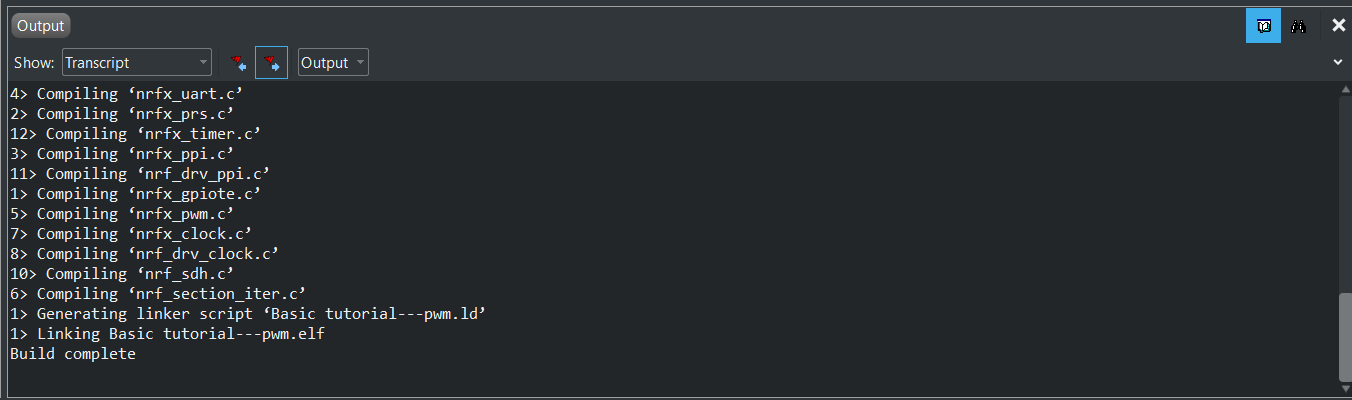 Output
Show: Transcript Output
4> Compiling ‘nrfx_uart.c’
2> Compiling ‘nrfx_prs.c’
12> Compiling ‘nrfx_timer.c’
3> Compiling ‘nrfx_ppi.c’
11> Compiling ‘nrf_drv_ppi.c’
1> Compiling ‘nrfx_gpiote.c’
5> Compiling ‘nrfx_pwm.c’
7> Compiling ‘nrfx_clock.c’
8> Compiling ‘nrf_drv_clock.c’
10> Compiling ‘nrf_sdh.c’
6> Compiling ‘nrf_section_iter.c’
1> Generating linker script ‘Basic tutorial---pwm.ld’
1> Linking Basic tutorial---pwm.elf
Build complete